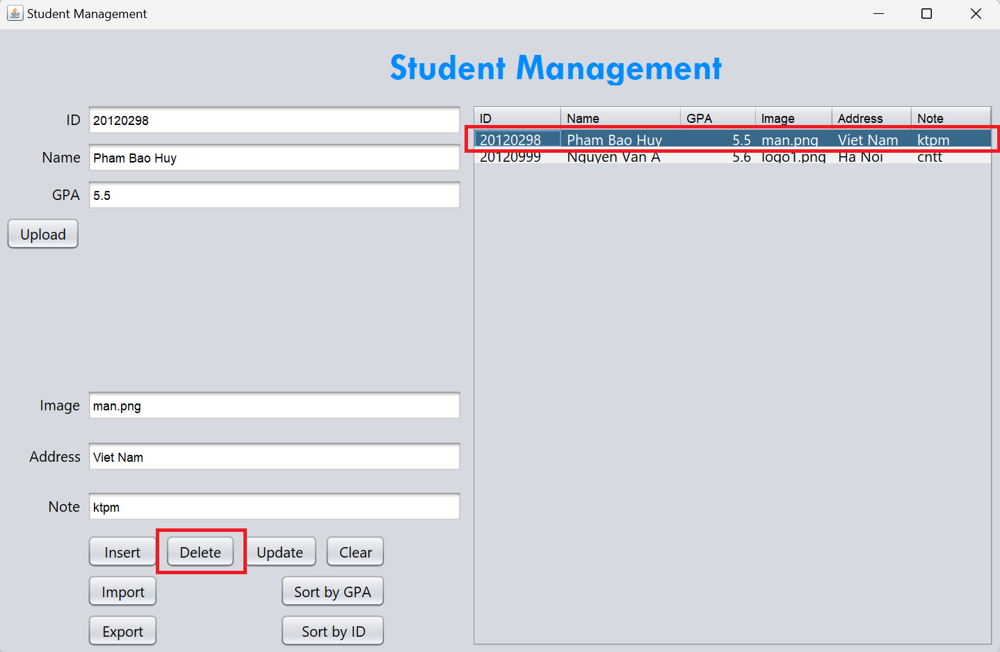 Student Management
Student Management
ID 20120298
Name Pham Bao Huy
GPA 5.5
Upload
Image man.png
Address Viet Nam
Note ktpm
Insert Delete Update Clear
Import Sort by GPA
Export Sort by ID
ID Name GPA Image Address Note
20120298 Pham Bao Huy 5.5 man.png Viet Nam ktpm
20120999 Nguyen Van A 5.6 logo1.png Ha Noi cntt